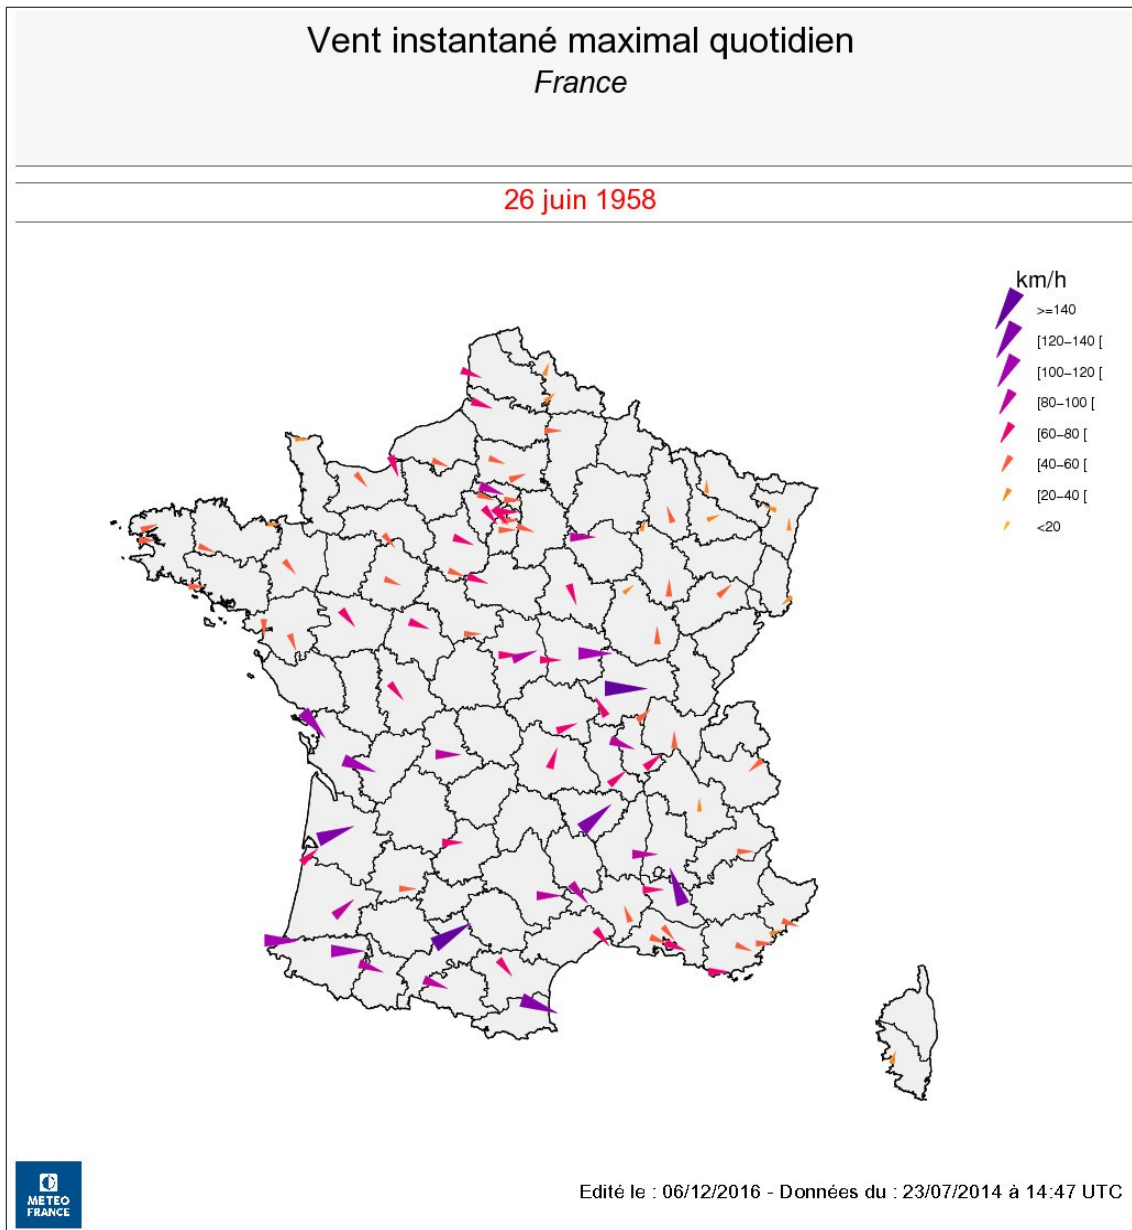 Vent instantané maximal quotidien
France
26 juin 1958
km/h
>=140
[120−140 [
[100−120 [
[80−100 [
[60−80 [
[40−60 [
[20−40 [
<20
METEO
FRANCE
Edité le : 06/12/2016 - Données du : 23/07/2014 à 14:47 UTC